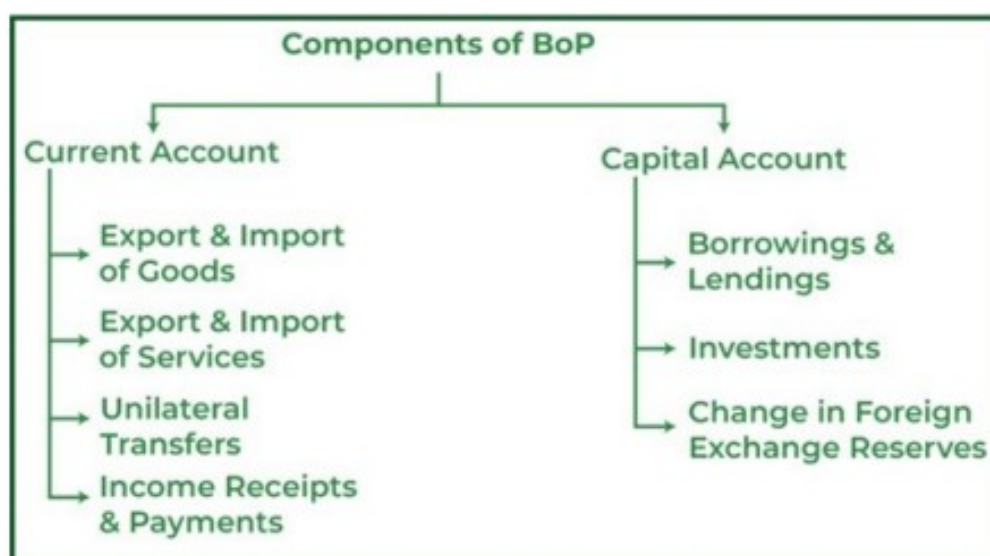 Components of BoP
Current Account
Export & Import
of Goods
Export & Import
of Services
Unilateral
Transfers
Income Receipts
& Payments
Capital Account
Borrowings &
Lendings
Investments
Change in Foreign
Exchange Reserves